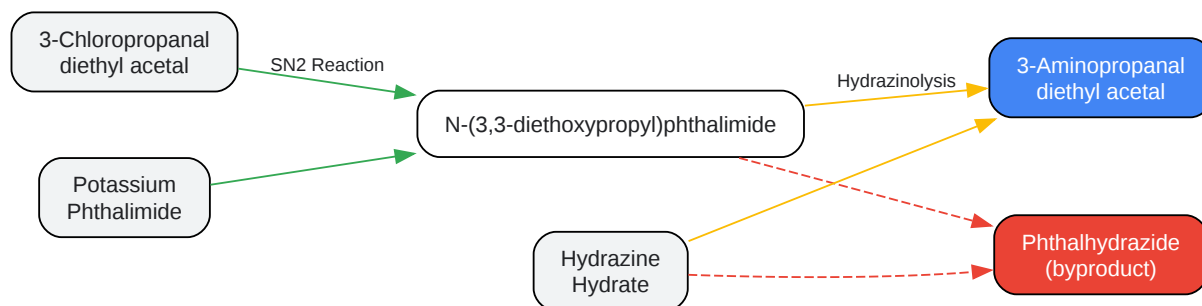 3-Chloropropanal
diethyl acetal
SN2 Reaction
Potassium
Phthalimide
N-(3,3-diethoxypropyl)phthalimide
Hydrazinolysis
3-Aminopropanal
diethyl acetal
Hydrazine
Hydrate
Phthalhydrazide
(byproduct)